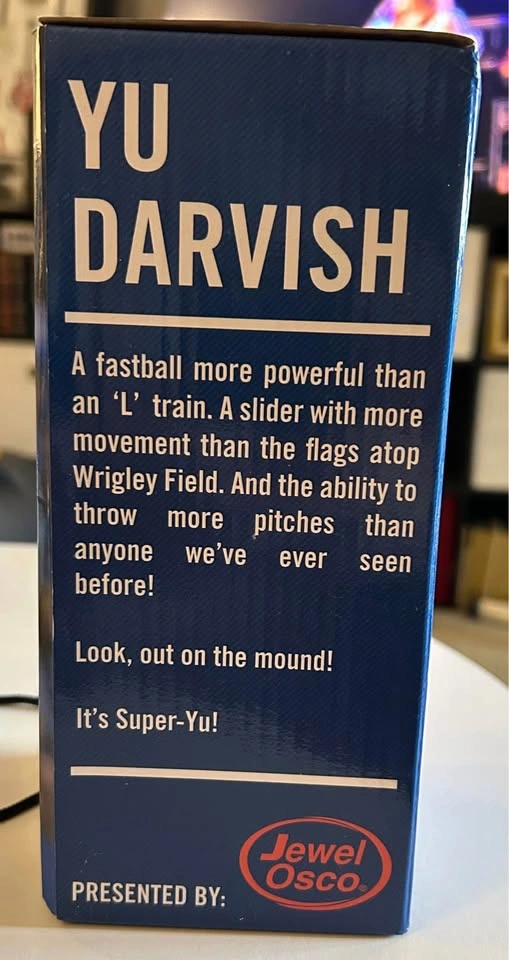 YU
DARVISH
A fastball more powerful than
an ‘L’ train. A slider with more
movement than the flags atop
Wrigley Field. And the ability to
throw more pitches than
anyone we’ve ever seen
before!
Look, out on the mound!
It’s Super-Yu!
PRESENTED BY:
Jewel
Osco®